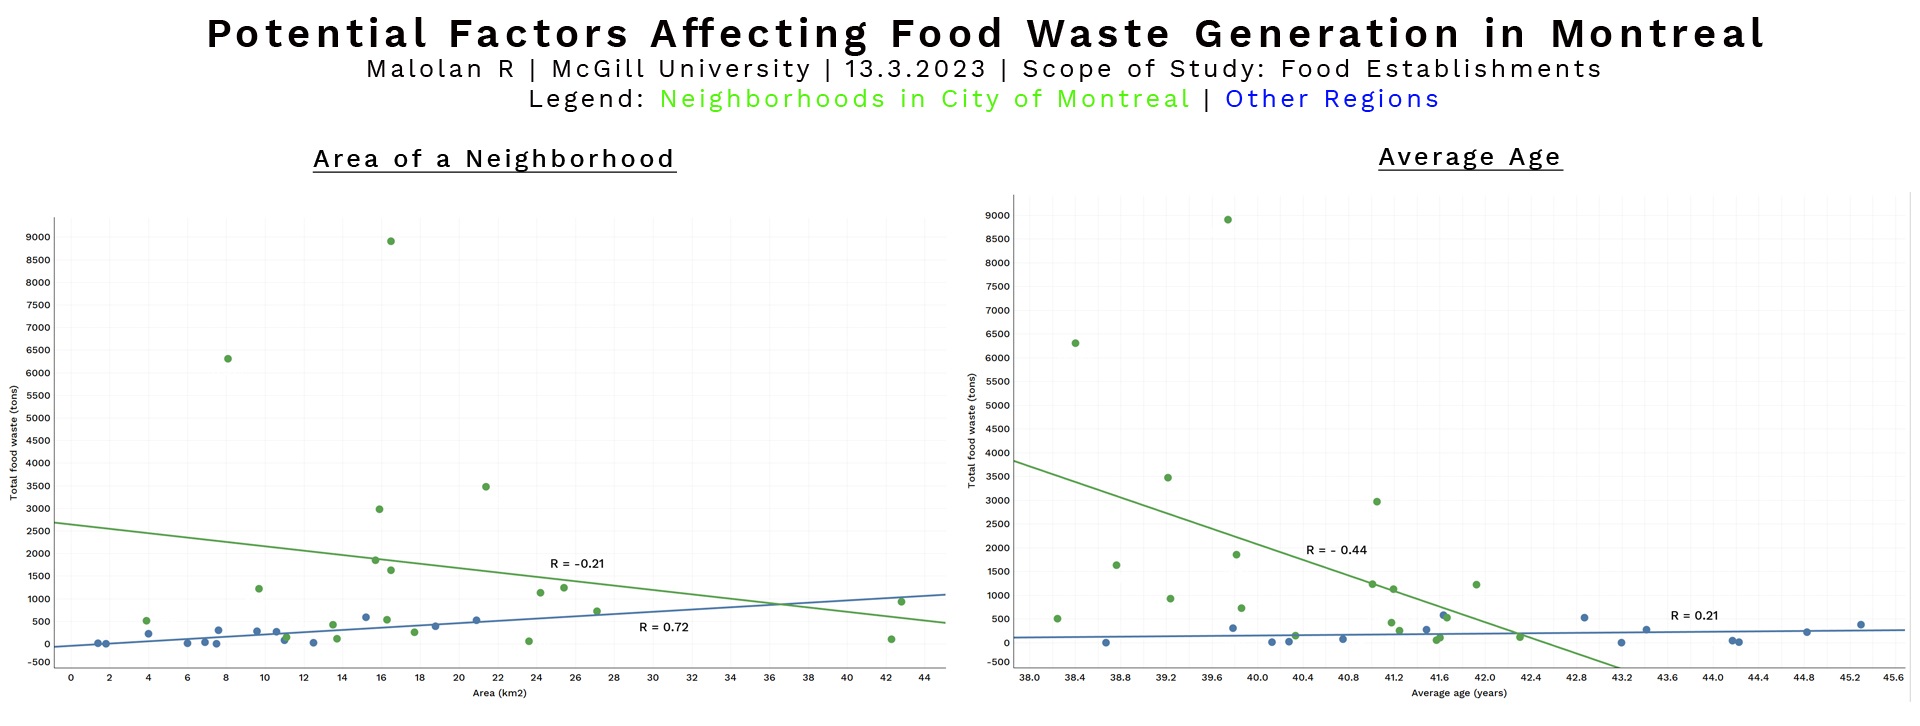 Potential Factors Affecting Food Waste Generation in Montreal
Malolan R | McGill University | 13.3.2023 | Scope of Study: Food Establishments
Legend: Neighborhoods in City of Montreal | Other Regions
Area of a Neighborhood
Total food waste (tons)
9000
8500
8000
7500
7000
6500
6000
5500
5000
4500
4000
3500
3000
2500
2000
1500
1000
500
0
-500
R = -0.21
R = 0.72
0 2 4 6 8 10 12 14 16 18 20 22 24 26 28 30 32 34 36 38 40 42 44
Area (km2)
Average Age
Total food waste (tons)
9000
8500
8000
7500
7000
6500
6000
5500
5000
4500
4000
3500
3000
2500
2000
1500
1000
500
0
-500
R = - 0.44
R = 0.21
38.0 38.4 38.8 39.2 39.6 40.0 40.4 40.8 41.2 41.6 42.0 42.4 42.8 43.2 43.6 44.0 44.4 44.8 45.2 45.6
Average age (years)